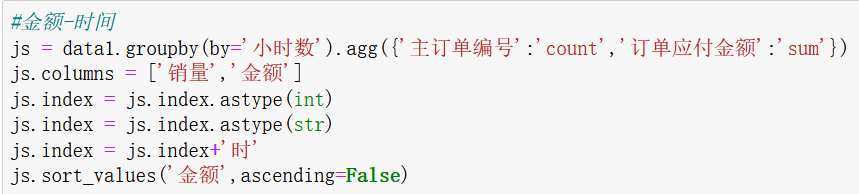 #金额-时间
js = data1.groupby(by='小时数').agg({'主订单编号':'count','订单应付金额':'sum'})
js.columns = ['销量','金额']
js.index = js.index.astype(int)
js.index = js.index.astype(str)
js.index = js.index+'时'
js.sort_values('金额',ascending=False)